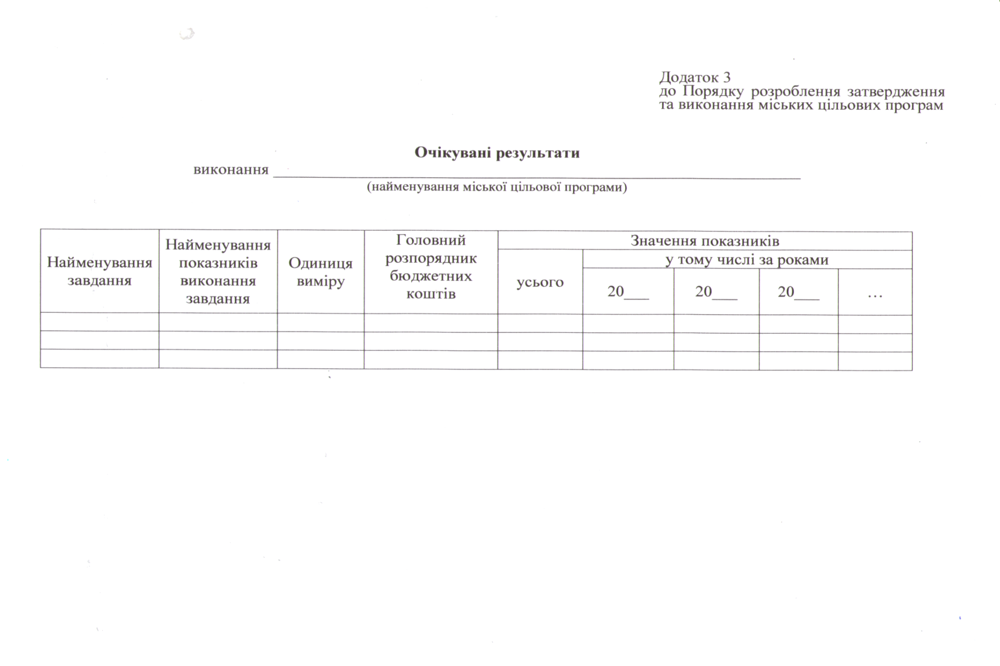 Додаток 3
до Порядку розроблення затвердження
та виконання міських цільових програм
Очікувані результати
виконання ___
(найменування міської цільової програми)
Найменування
завдання
Найменування
показників
виконання
завдання
Одиниця
виміру
Головний
розпорядник
бюджетних
коштів
Значення показників
усього
у тому числі за роками
20___
20___
20___
…